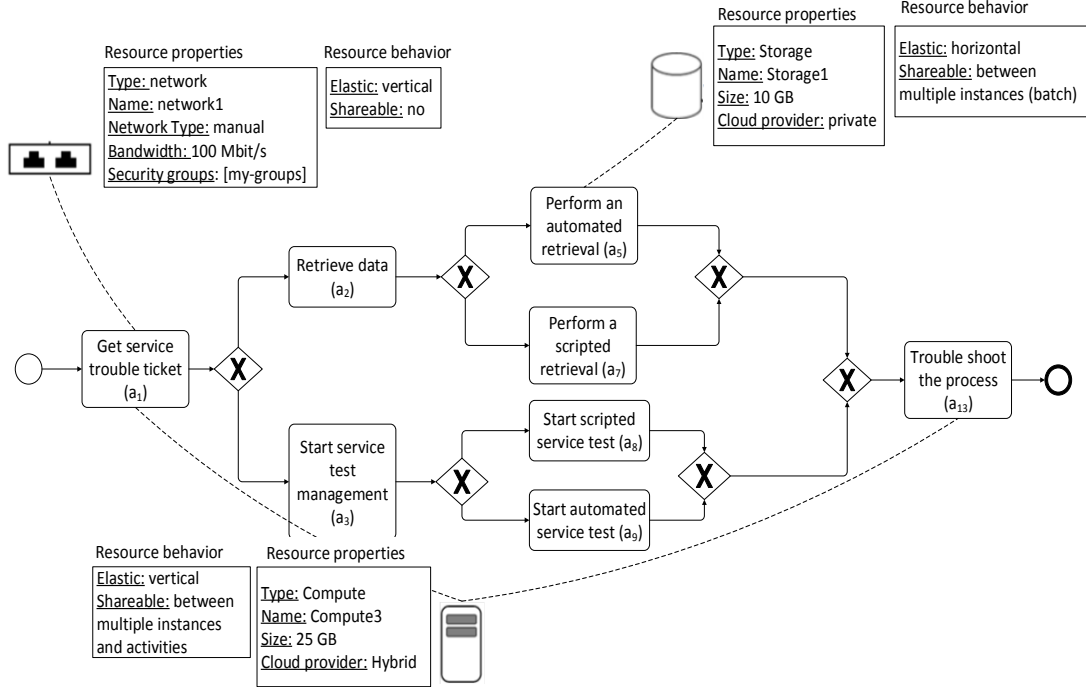 Resource properties
Type: network
Name: network1
Network Type: manual
Bandwidth: 100 Mbit/s
Security groups: [my-groups]
Resource behavior
Elastic: vertical
Shareable: no
Resource properties
Type: Storage
Name: Storage1
Size: 10 GB
Cloud provider: private
Resource behavior
Elastic: horizontal
Shareable: between
multiple instances (batch)
Get service
trouble ticket
(a1)
X
Retrieve data
(a2)
X
Perform an
automated
retrieval (a5)
Perform a
scripted
retrieval (a7)
X
Start service
test
management
(a3)
X
Start scripted
service test (a8)
Start automated
service test (a9)
X
X
Trouble shoot
the process
(a13)
Resource behavior
Elastic: vertical
Shareable: between
multiple instances
and activities
Resource properties
Type: Compute
Name: Compute3
Size: 25 GB
Cloud provider: Hybrid